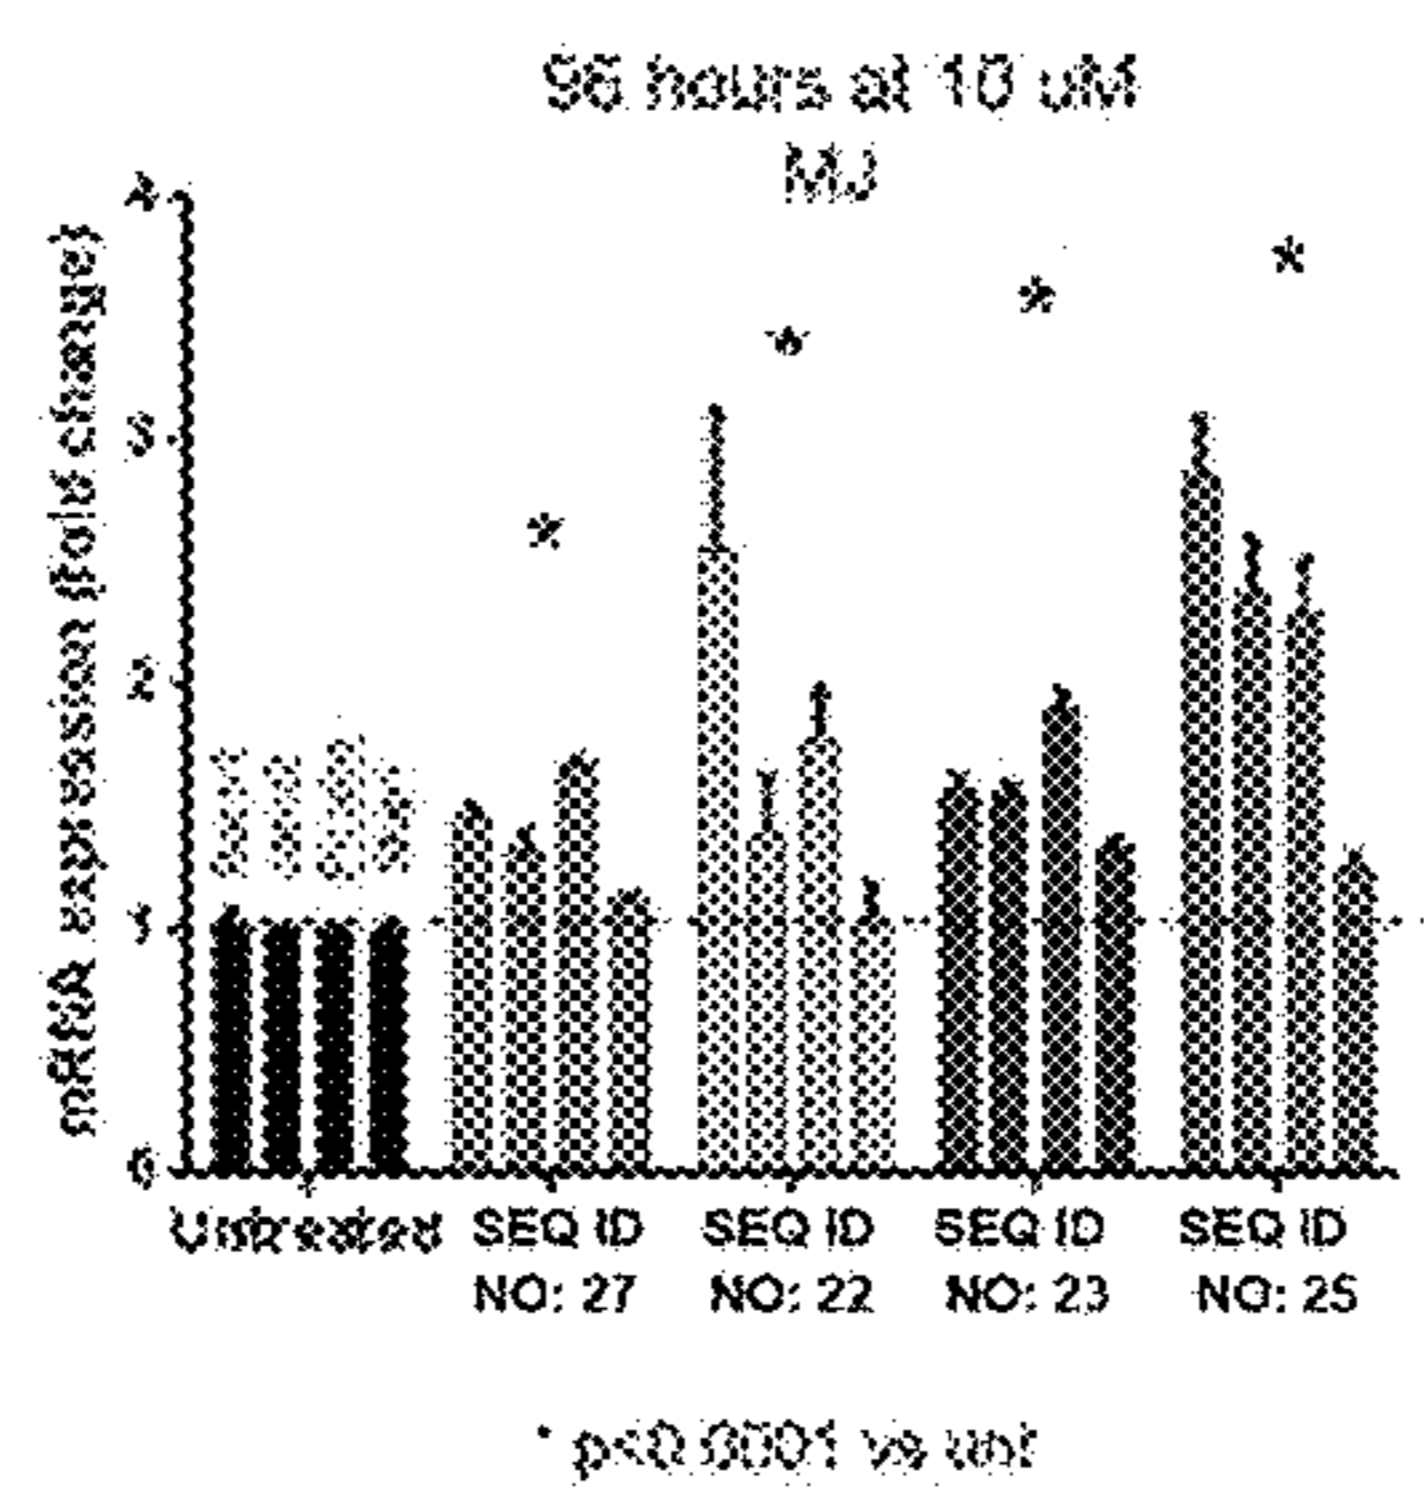 96 hours at 10 uM
MJ
mRNA expression (fold change)
4
3
2
1
0
Untreated
SEQ ID
NO: 27
SEQ ID
NO: 22
SEQ ID
NO: 23
SEQ ID
NO: 25
* p<0.0001 vs unt